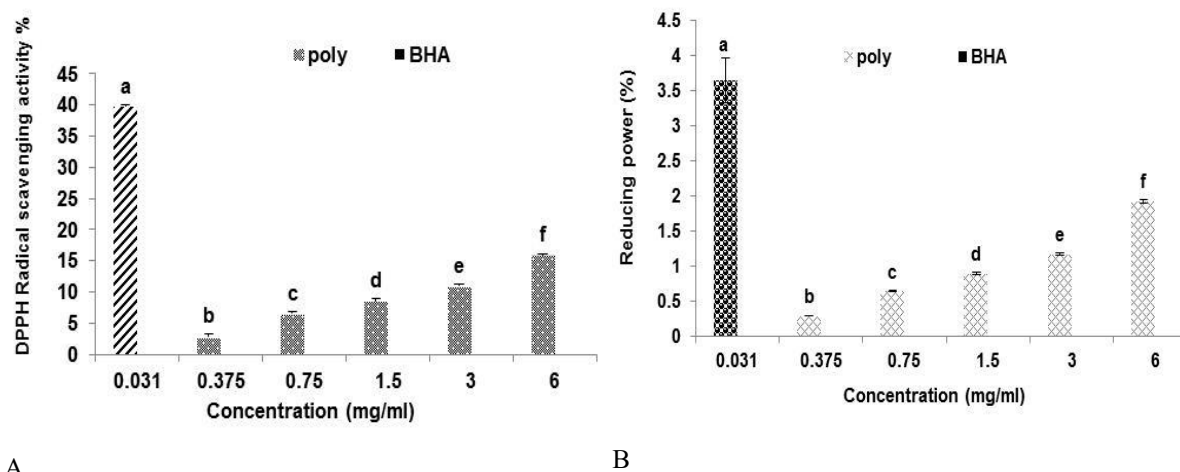 DPPH Radical scavenging activity %
poly BHA
45
40
35
30
25
20
15
10
5
0
a
b
c
d
e
f
0.031 0.375 0.75 1.5 3 6
Concentration (mg/ml)
A
Reducing power (%)
poly BHA
4.5
4
3.5
3
2.5
2
1.5
1
0.5
0
a
b
c
d
e
f
0.031 0.375 0.75 1.5 3 6
Concentration (mg/ml)
B